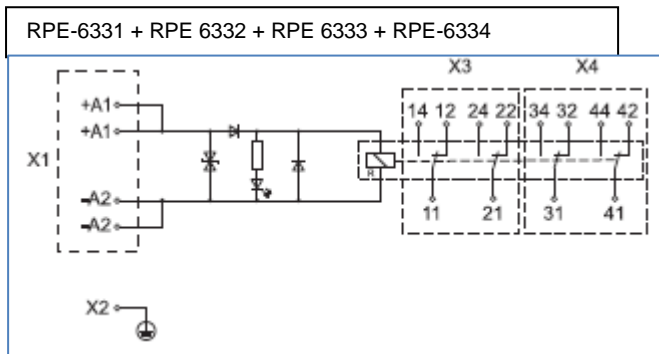 RPE-6331 + RPE 6332 + RPE 6333 + RPE-6334
X3 X4
+A1
14 12 24 22 34 32 44 42
+A1
X1
R
-A2
11 21 31 41
-A2
X2